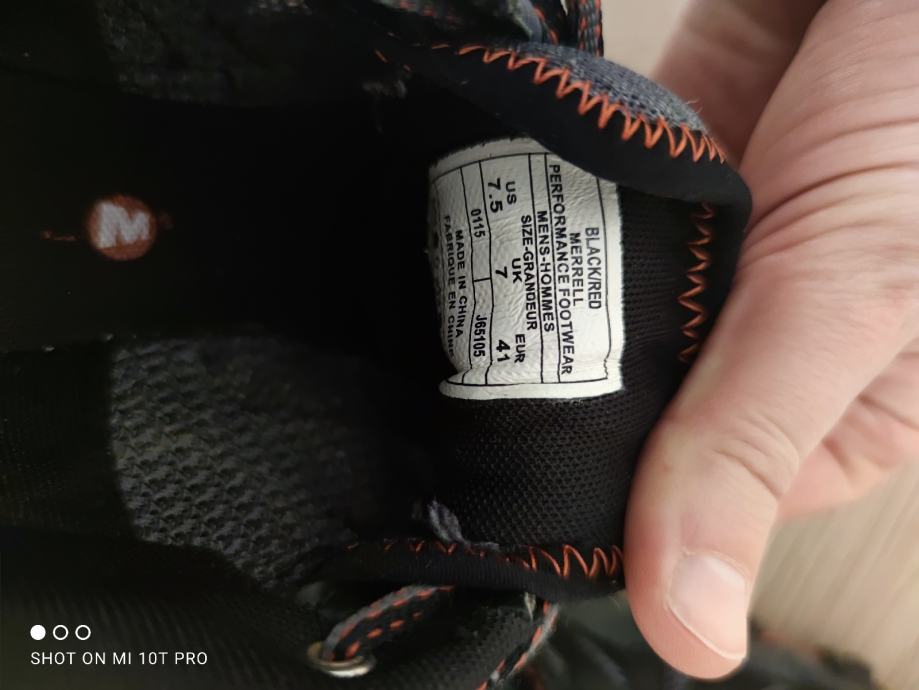 BLACK/RED
MERRELL
PERFORMANCE FOOTWEAR
MENS-HOMMES
SIZE-GRANDEUR
US UK EUR
7.5 7 41
0115 J65105
MADE IN CHINA
FABRIQUE EN CHINE
M
SHOT ON MI 10T PRO